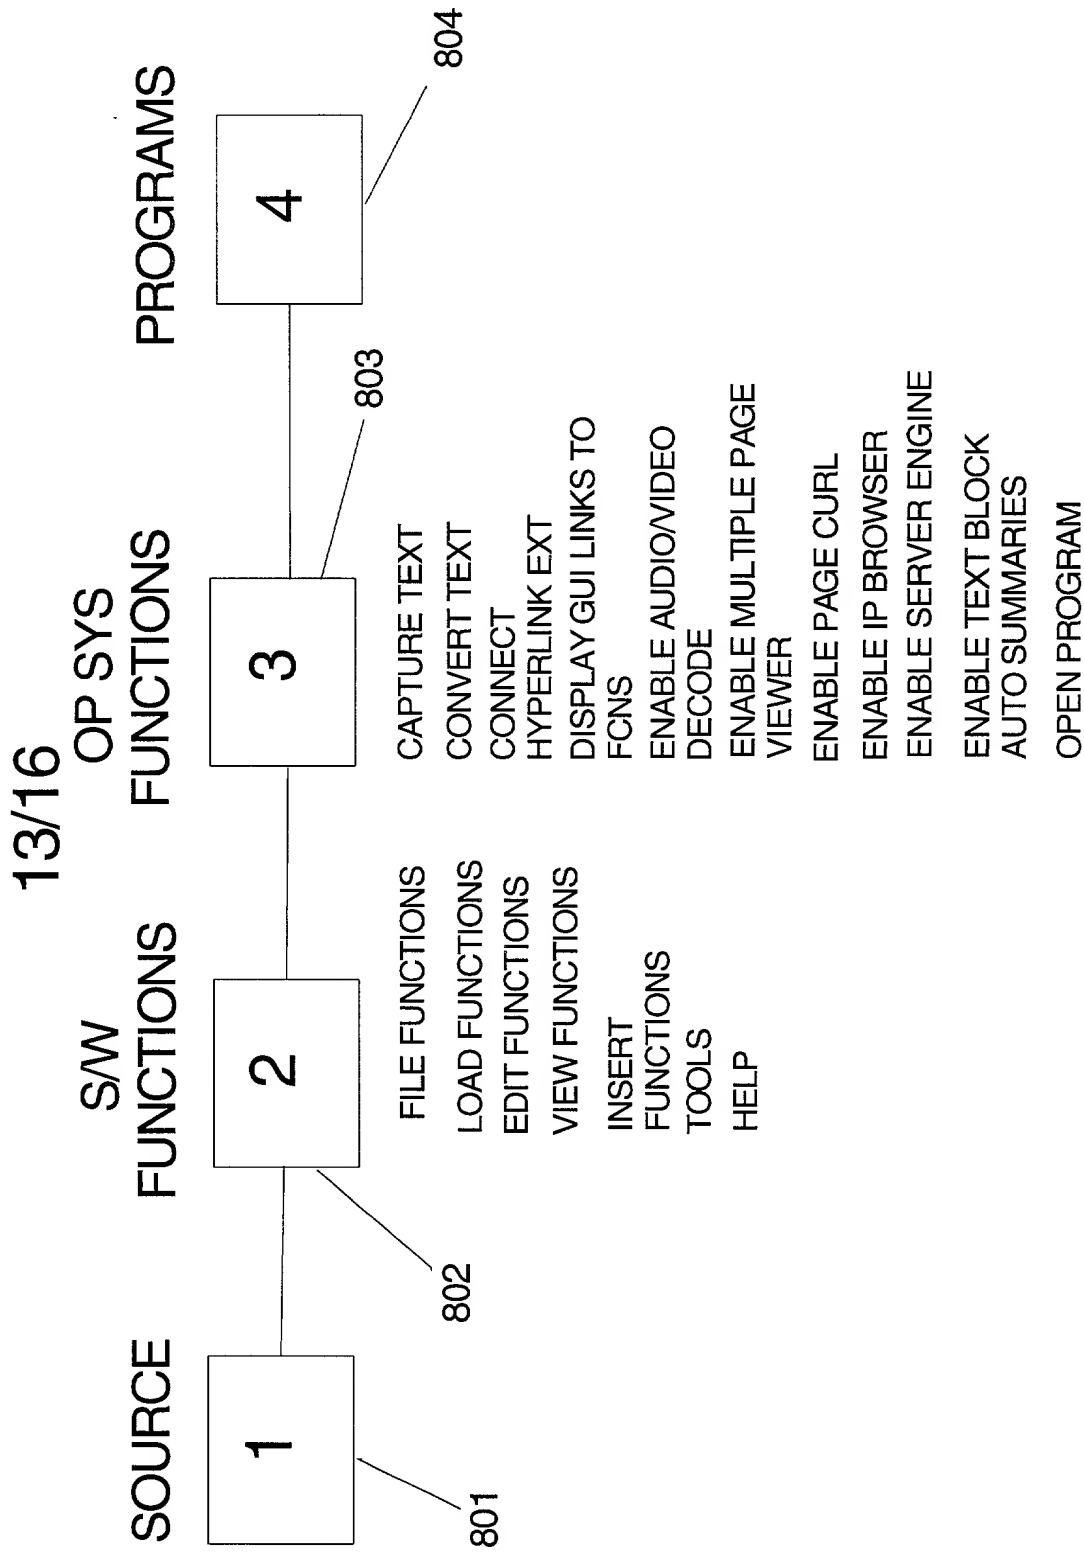 13/16
SOURCE
1
801
S/W
FUNCTIONS
2
802
FILE FUNCTIONS
LOAD FUNCTIONS
EDIT FUNCTIONS
VIEW FUNCTIONS
INSERT
FUNCTIONS
TOOLS
HELP
OP SYS
FUNCTIONS
3
803
CAPTURE TEXT
CONVERT TEXT
CONNECT
HYPERLINK EXT
DISPLAY GUI LINKS TO
FCNS
ENABLE AUDIO/VIDEO
DECODE
ENABLE MULTIPLE PAGE
VIEWER
ENABLE PAGE CURL
ENABLE IP BROWSER
ENABLE SERVER ENGINE
ENABLE TEXT BLOCK
AUTO SUMMARIES
OPEN PROGRAM
PROGRAMS
4
804